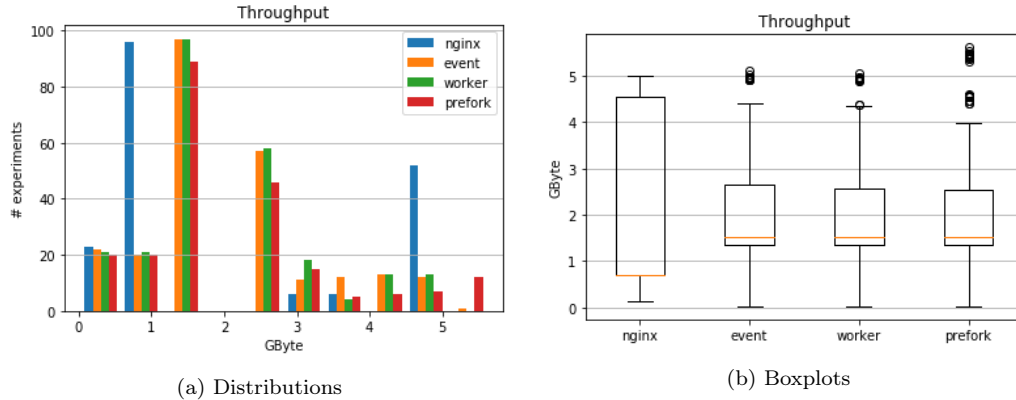 Throughput
100
80
60
40
20
0
# experiments
nginx
event
worker
prefork
0 1 2 3 4 5
GByte
(a) Distributions
Throughput
5
4
3
2
1
0
GByte
nginx event worker prefork
(b) Boxplots